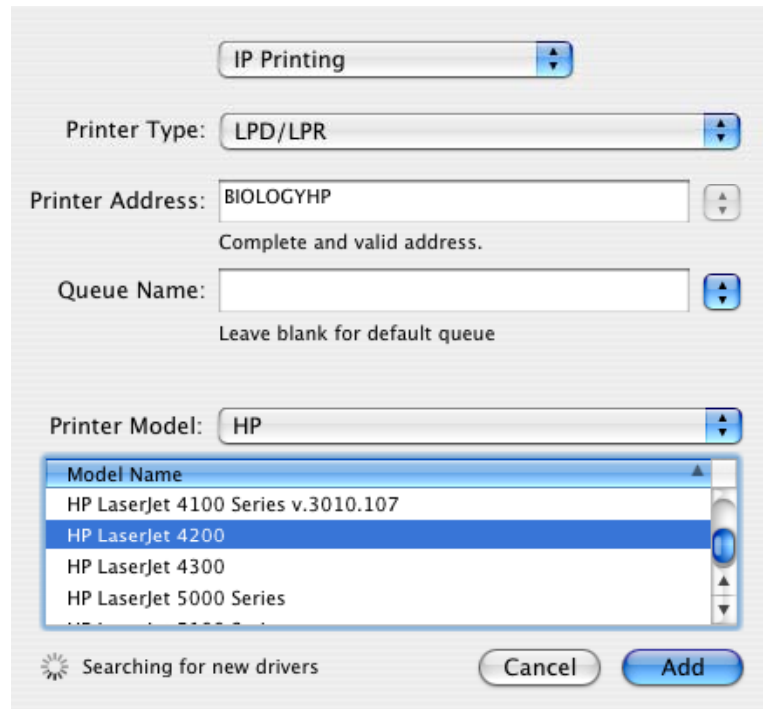 IP Printing
Printer Type: LPD/LPR
Printer Address: BIOLOGYHP
Complete and valid address.
Queue Name:
Leave blank for default queue
Printer Model: HP
Model Name
HP LaserJet 4100 Series v.3010.107
HP LaserJet 4200
HP LaserJet 4300
HP LaserJet 5000 Series
Searching for new drivers Cancel Add